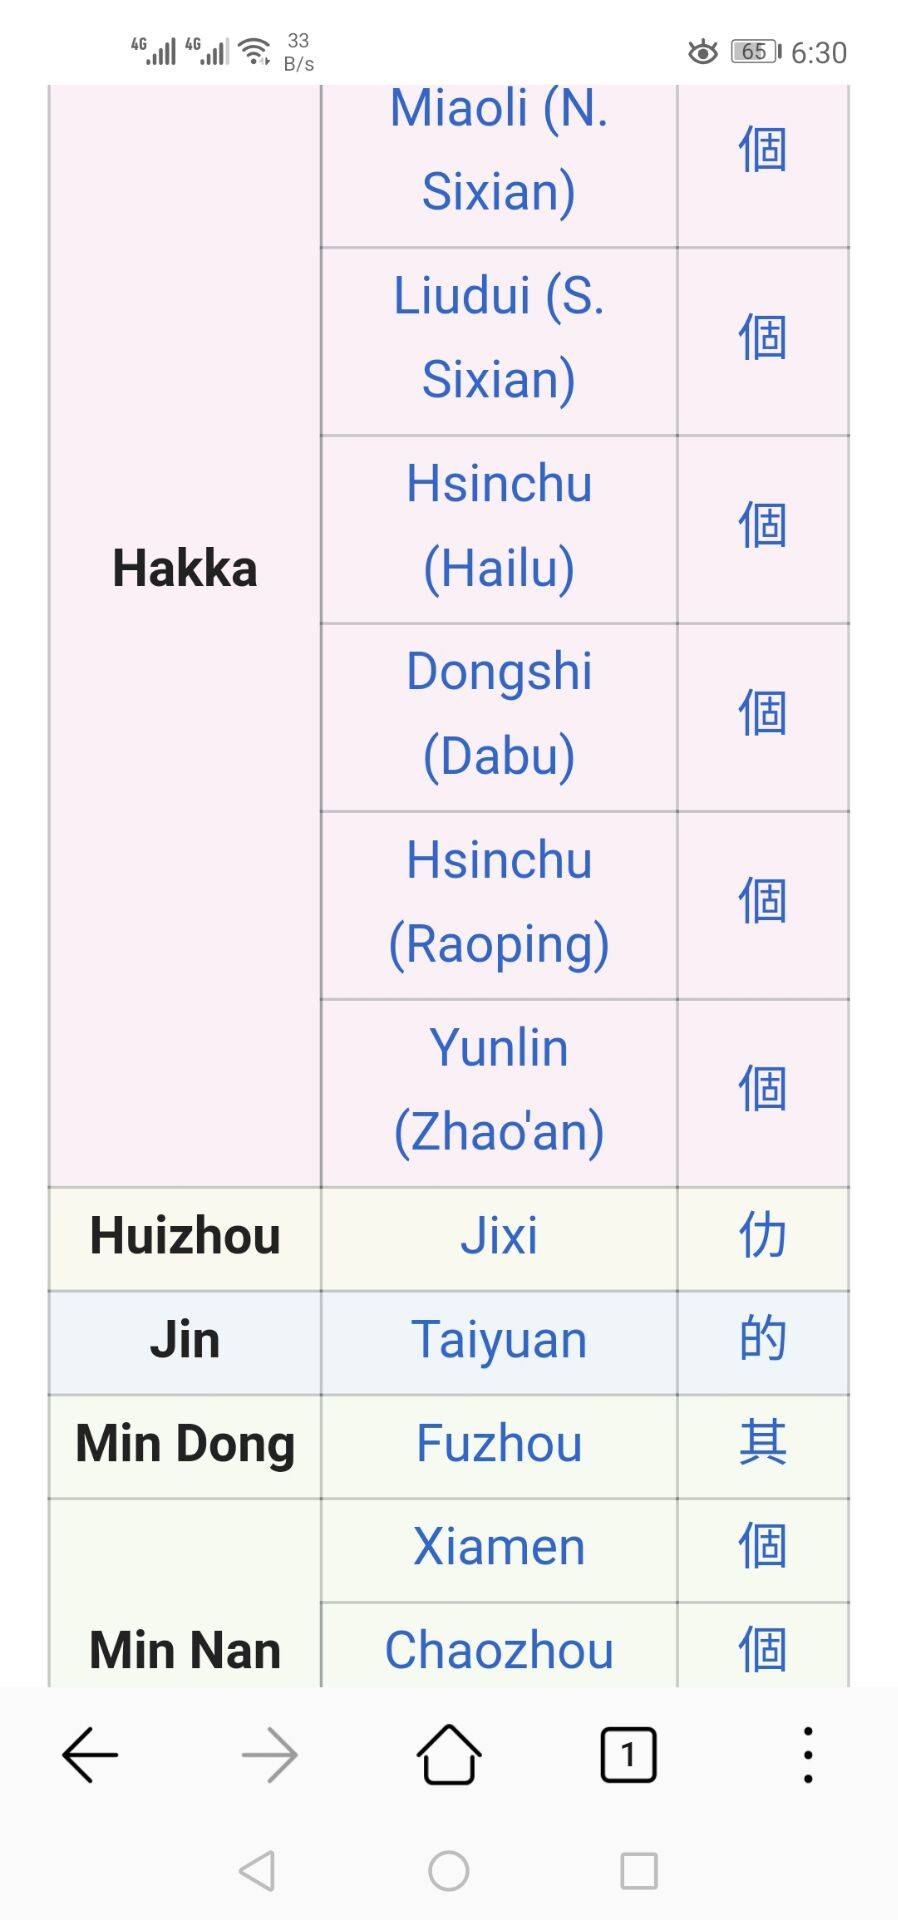 4G 4G 33 B/s 65 6:30
Miaoli (N.
Sixian)
個
Liudui (S.
Sixian)
個
Hakka
Hsinchu
(Hailu)
個
Dongshi
(Dabu)
個
Hsinchu
(Raoping)
個
Yunlin
(Zhao'an)
個
Huizhou Jixi 仂
Jin Taiyuan 的
Min Dong Fuzhou 其
Min Nan
Xiamen 個
Chaozhou 個
1